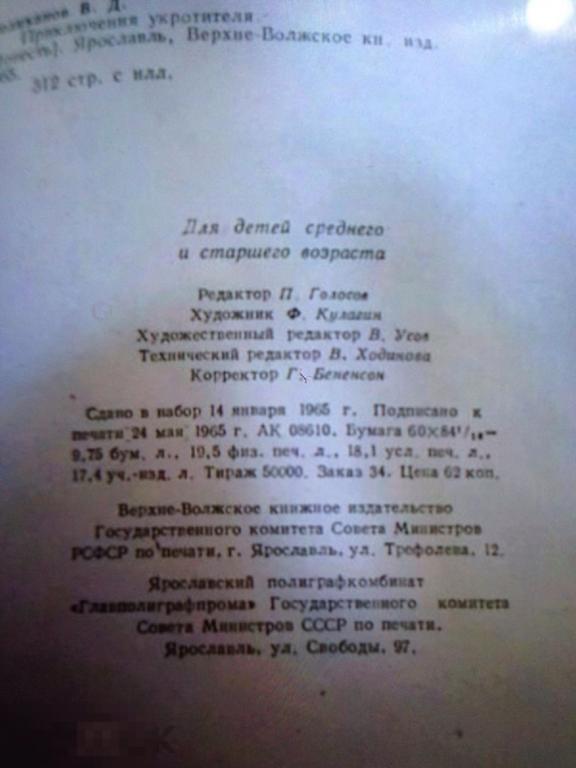 В. Д.
Приключения укротителя.
Ярославль, Верхне-Волжское кн. изд.
312 стр. с илл.
Для детей среднего
и старшего возраста
Редактор П. Голосов
Художник Ф. Кулагин
Художественный редактор В. Усов
Технический редактор В. Ходинова
Корректор Г. Бененсон
Сдано в набор 14 января 1965 г. Подписано к
печати 24 мая 1965 г. АК 08610. Бумага 60×84¹/₁₆—
9,75 бум. л., 19,5 физ. печ. л., 18,1 усл. печ. л.,
17,4 уч.-изд. л. Тираж 50000. Заказ 34. Цена 62 коп.
Верхне-Волжское книжное издательство
Государственного комитета Совета Министров
РСФСР по печати, г. Ярославль, ул. Трефолева, 12.
Ярославский полиграфкомбинат
«Главполиграфпрома» Государственного комитета
Совета Министров СССР по печати.
Ярославль, ул. Свободы, 97.